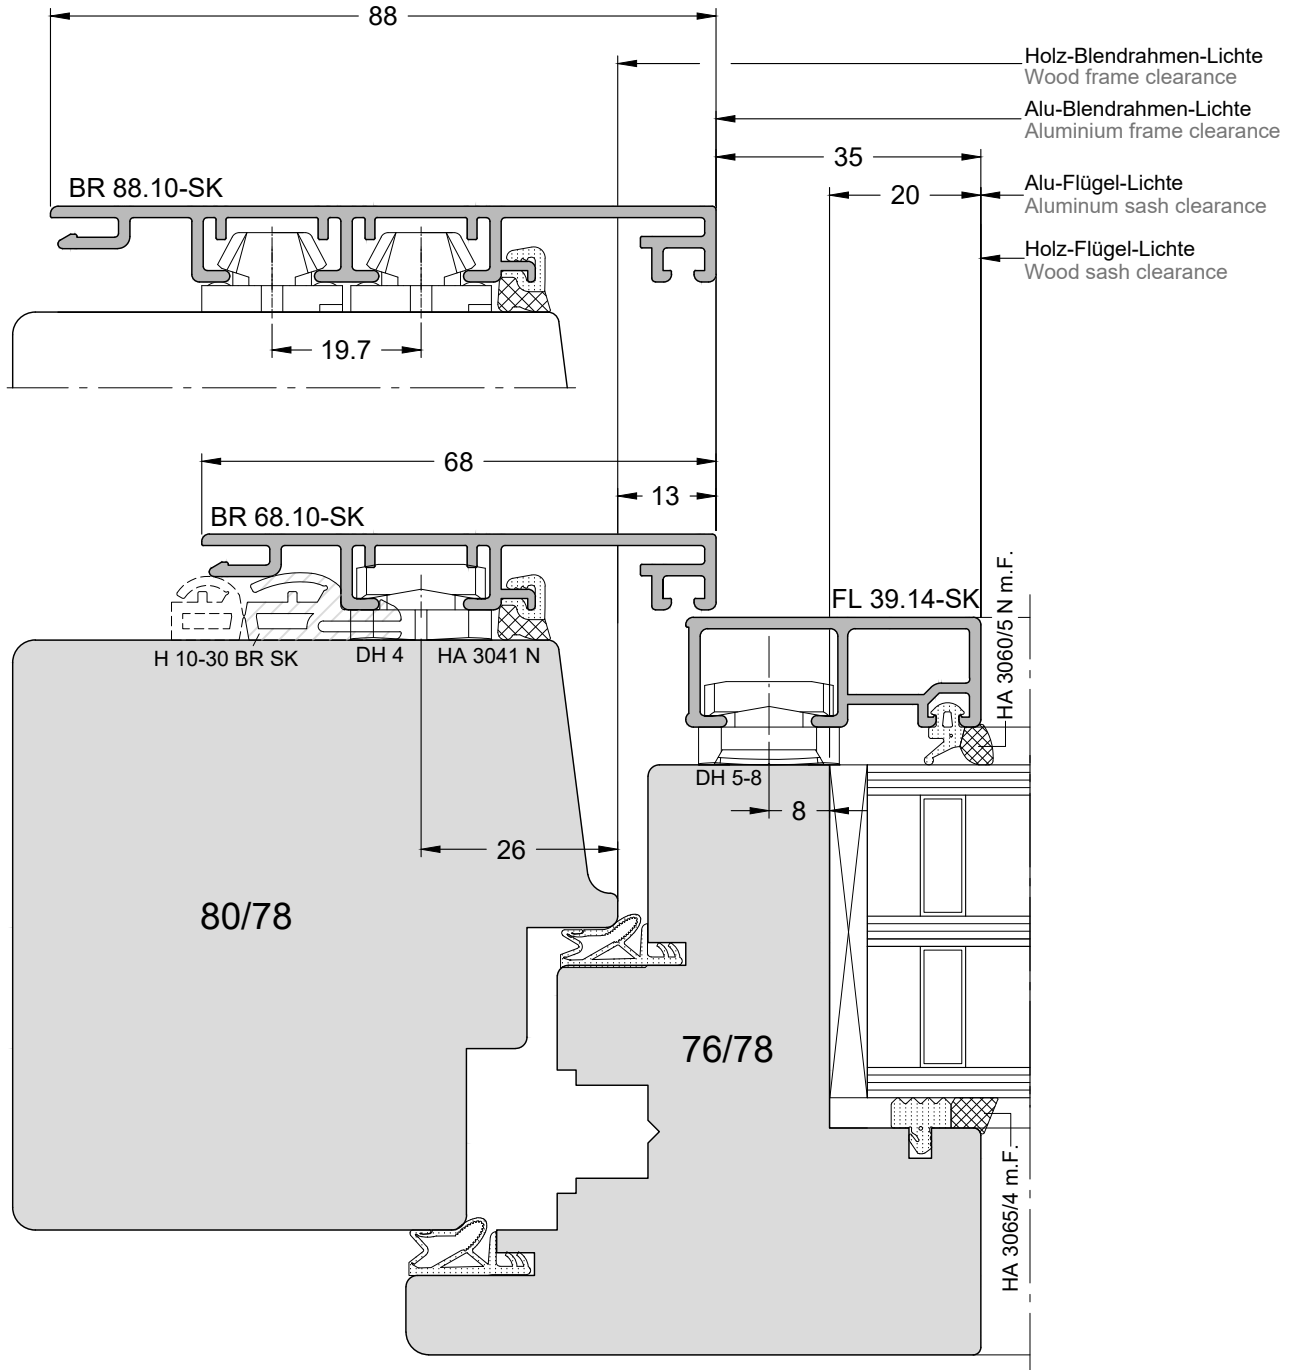 88
Holz-Blendrahmen-Lichte
Wood frame clearance
Alu-Blendrahmen-Lichte
Aluminium frame clearance
35
BR 88.10-SK
20
Alu-Flügel-Lichte
Aluminum sash clearance
Holz-Flügel-Lichte
Wood sash clearance
19.7
68
13
BR 68.10-SK
HA 3060/5 N m.F.
FL 39.14-SK
H 10-30 BR SK
DH 4
HA 3041 N
DH 5-8
8
26
80/78
76/78
HA 3065/4 m.F.